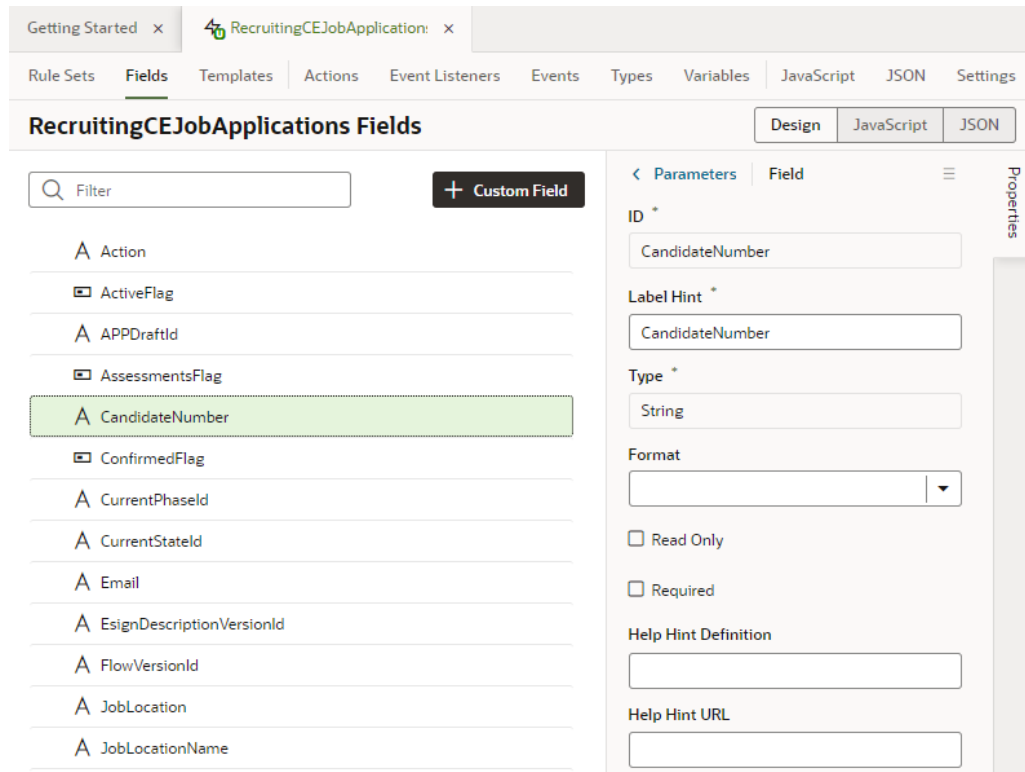 Getting Started ×
RecruitingCEJobApplication: ×
Rule Sets Fields Templates Actions Event Listeners Events Types Variables JavaScript JSON Settings
RecruitingCEJobApplications Fields
Design JavaScript JSON
Filter
+ Custom Field
Action
ActiveFlag
APPDraftId
AssessmentsFlag
CandidateNumber
ConfirmedFlag
CurrentPhaseId
CurrentStateId
Email
EsignDescriptionVersionId
FlowVersionId
JobLocation
JobLocationName
< Parameters Field
Properties
ID *
CandidateNumber
Label Hint *
CandidateNumber
Type *
String
Format
Read Only
Required
Help Hint Definition
Help Hint URL